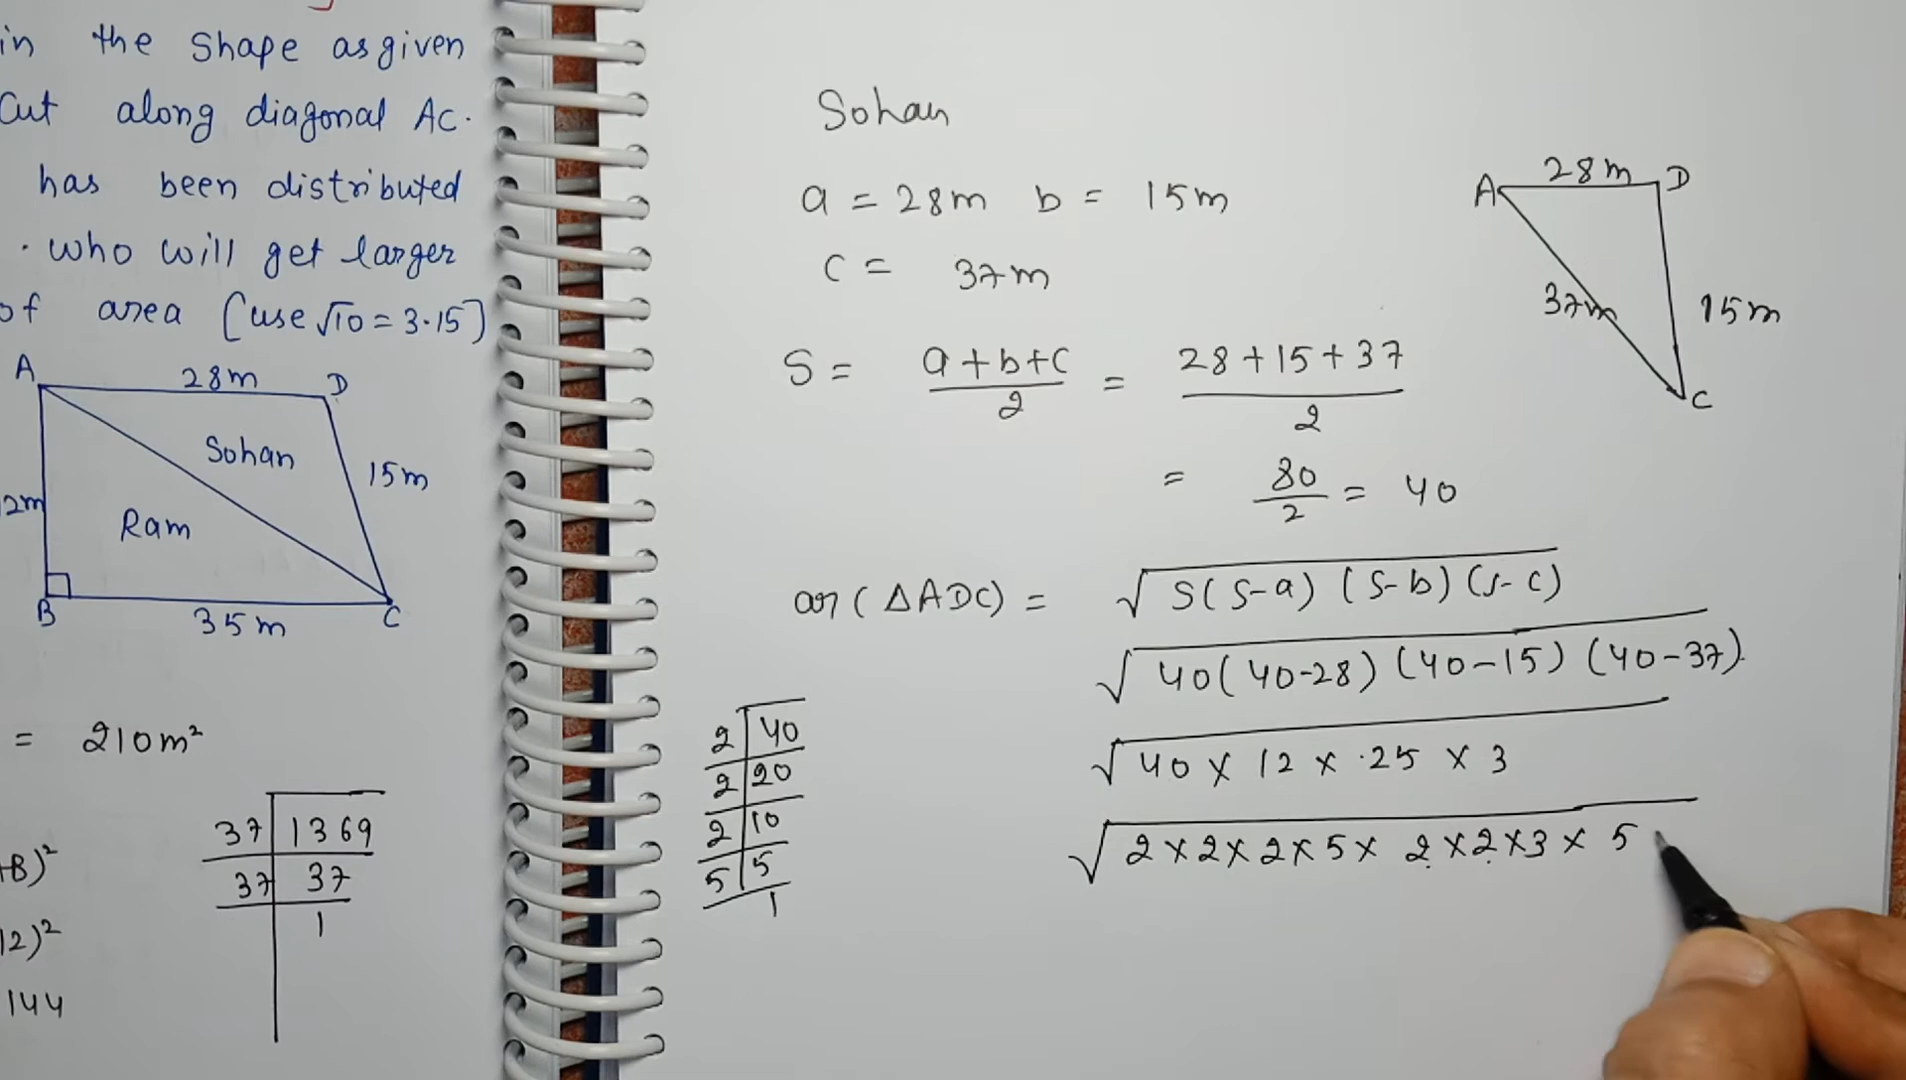 in the shape as given
Cut along diagonal AC.
has been distributed
. who will get larger
of area (use √10 = 3.15)
A 28m D
Sohan
15m
2m
Ram
B 35m C
= 210m²
37 | 1369
37 | 37
1
+B)²
12)²
144
Sohan
a = 28m b = 15m
c = 37m
A 28m D
37m
15m
C
S = a+b+c/2 = 28+15+37/2
= 80/2 = 40
ar(△ADC) = √S(S-a)(S-b)(S-c)
√40(40-28)(40-15)(40-37)
√40 × 12 × 25 × 3
√2×2×2×5×2×2×3×5
2 | 40
2 | 20
2 | 10
5 | 5
1